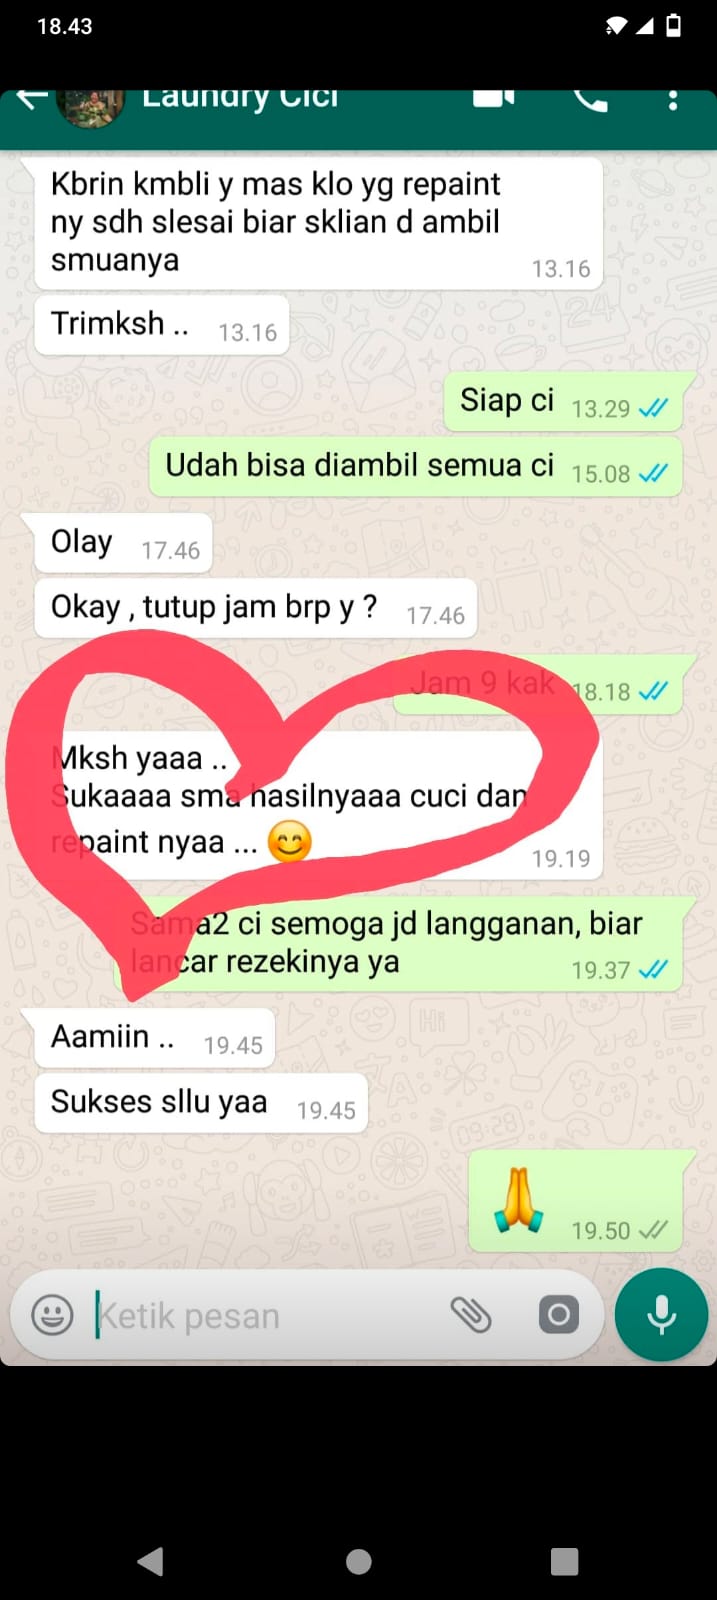 18.43
Laundry Cici
Kbrin kmbli y mas klo yg repaint
ny sdh slesai biar sklian d ambil
smuanya
13.16
Trimksh ..
13.16
Siap ci
13.29
Udah bisa diambil semua ci
15.08
Olay
17.46
Okay , tutup jam brp y ?
17.46
Jam 9 kak
18.18
Mksh yaaa ..
Sukaaaa sma hasilnyaaa cuci dan
repaint nyaa ... 😊
19.19
Sama2 ci semoga jd langganan, biar
lancar rezekinya ya
19.37
Aamiin ..
19.45
Sukses sllu yaa
19.45
🙏
19.50
Ketik pesan